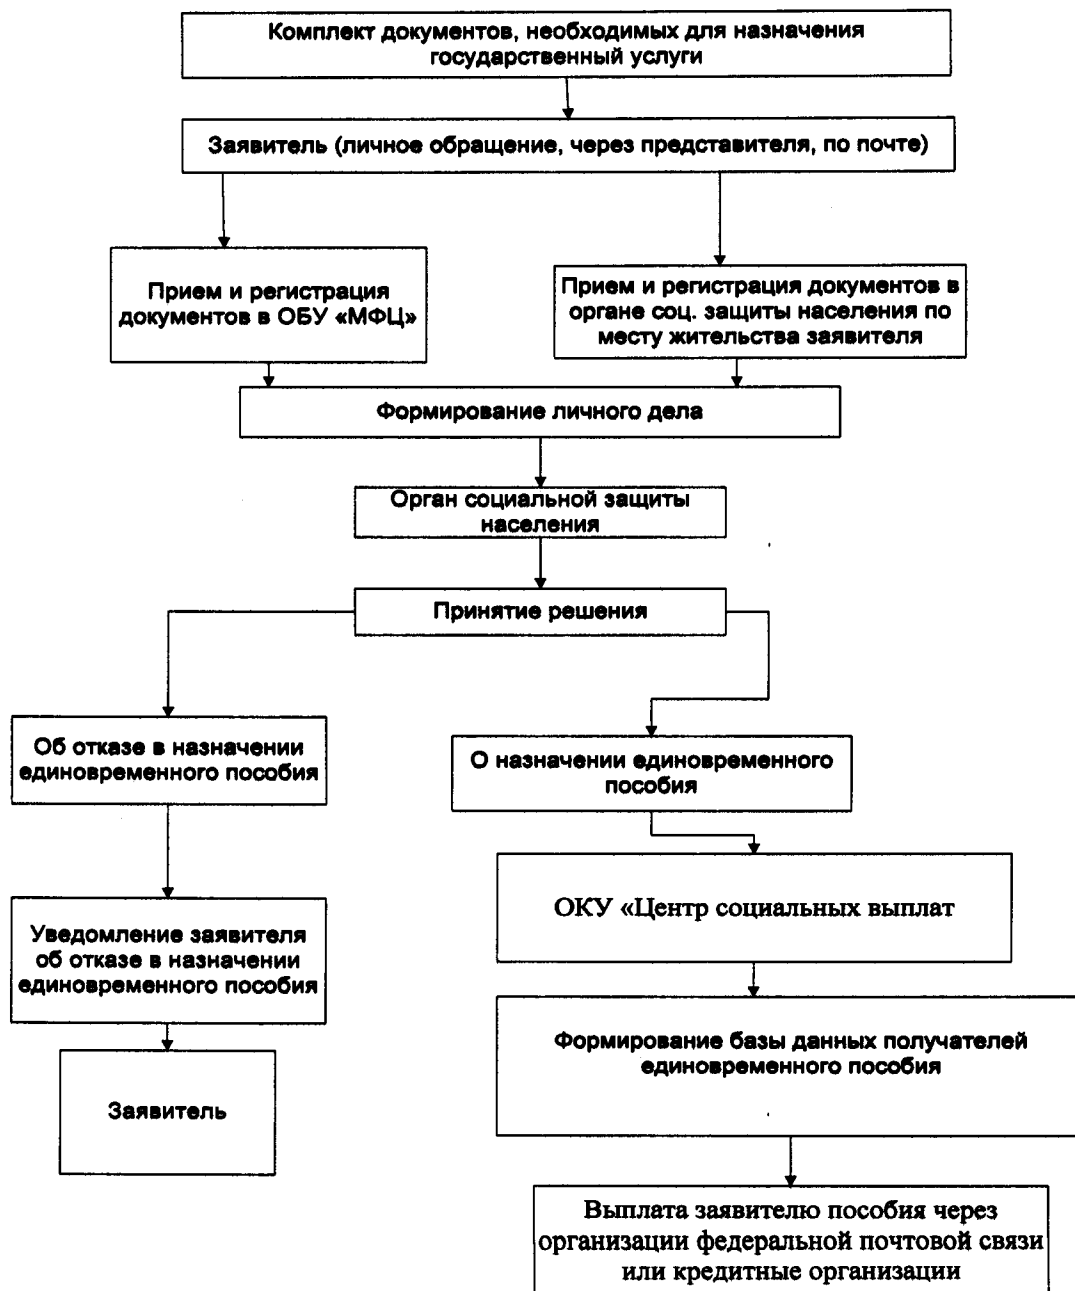 Комплект документов, необходимых для назначения
государственный услуги
Заявитель (личное обращение, через представителя, по почте)
Прием и регистрация
документов в ОБУ «МФЦ»
Прием и регистрация документов в
органе соц. защиты населения по
месту жительства заявителя
Формирование личного дела
Орган социальной защиты
населения
Принятие решения
Об отказе в назначении
единовременного пособия
О назначении единовременного
пособия
ОКУ «Центр социальных выплат
Уведомление заявителя
об отказе в назначении
единовременного пособия
Формирование базы данных получателей
единовременного пособия
Заявитель
Выплата заявителю пособия через
организации федеральной почтовой связи
или кредитные организации